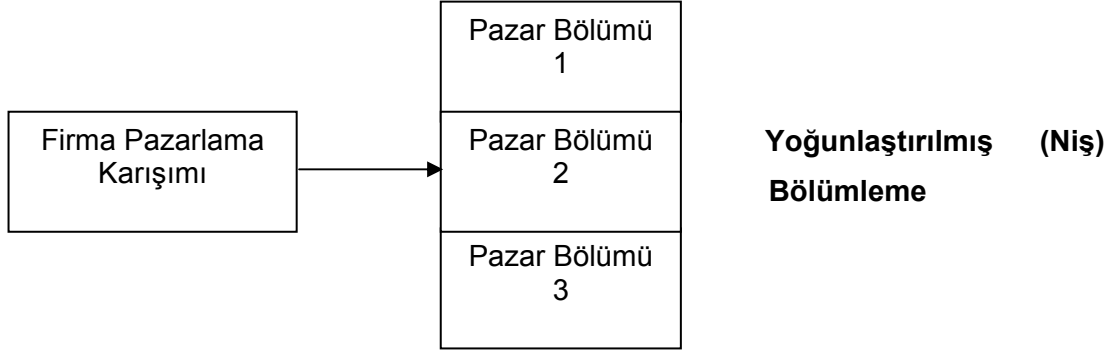 Pazar Bölümü
1
Firma Pazarlama
Karışımı
Pazar Bölümü
2
Yoğunlaştırılmış (Niş)
Bölümleme
Pazar Bölümü
3